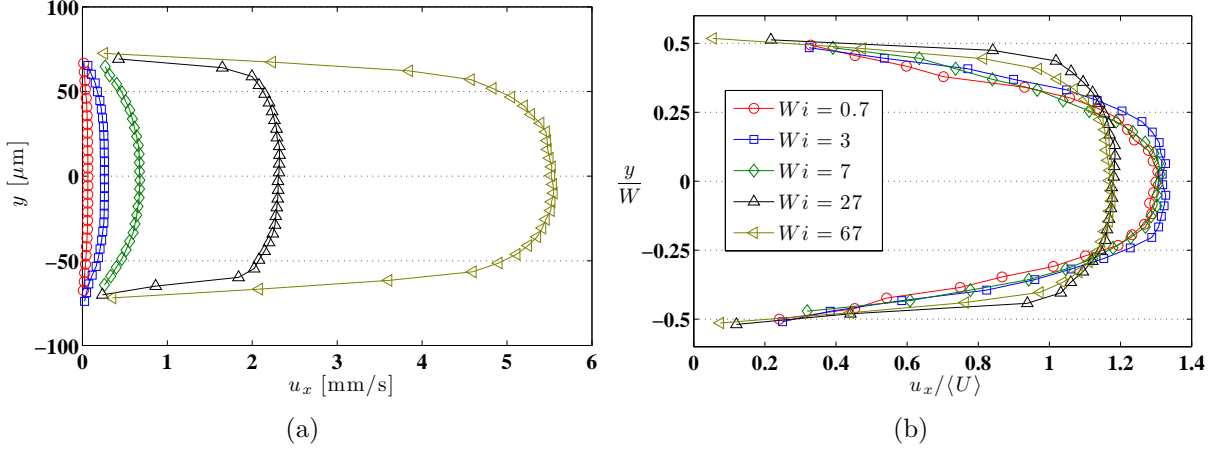 100
50
0
−50
−100
y [μm]
0 1 2 3 4 5 6
u_x [mm/s]
(a)
0.5
0.25
0
−0.25
−0.5
y/W
Wi = 0.7
Wi = 3
Wi = 7
Wi = 27
Wi = 67
0 0.2 0.4 0.6 0.8 1 1.2 1.4
u_x/⟨U⟩
(b)